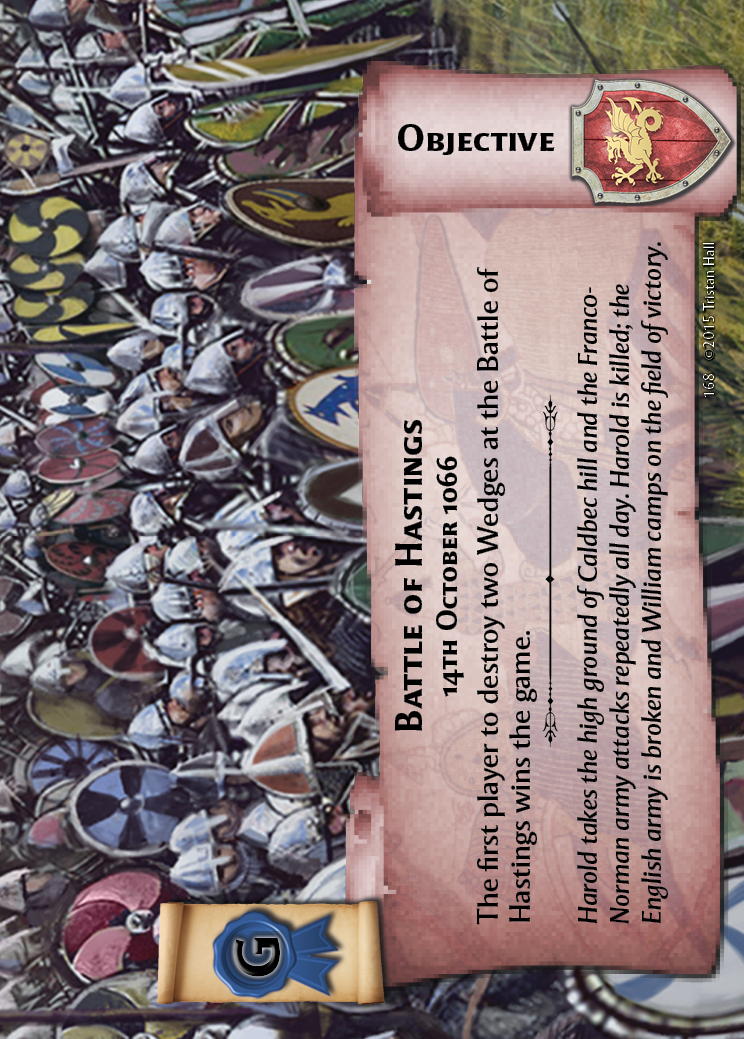 G
Battle of Hastings
14th October 1066
The first player to destroy two Wedges at the Battle of
Hastings wins the game.
Harold takes the high ground of Caldbec hill and the Franco-
Norman army attacks repeatedly all day. Harold is killed; the
English army is broken and William camps on the field of victory.
Objective
168 ©2015 Tristan Hall